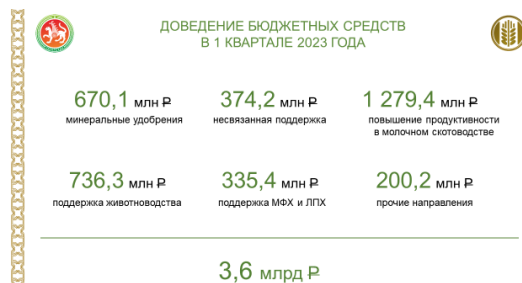 ДОВЕДЕНИЕ БЮДЖЕТНЫХ СРЕДСТВ
В 1 КВАРТАЛЕ 2023 ГОДА
670,1 млн ₽
минеральные удобрения
374,2 млн ₽
несвязанная поддержка
1 279,4 млн ₽
повышение продуктивности
в молочном скотоводстве
736,3 млн ₽
поддержка животноводства
335,4 млн ₽
поддержка МФХ и ЛПХ
200,2 млн ₽
прочие направления
3,6 млрд ₽